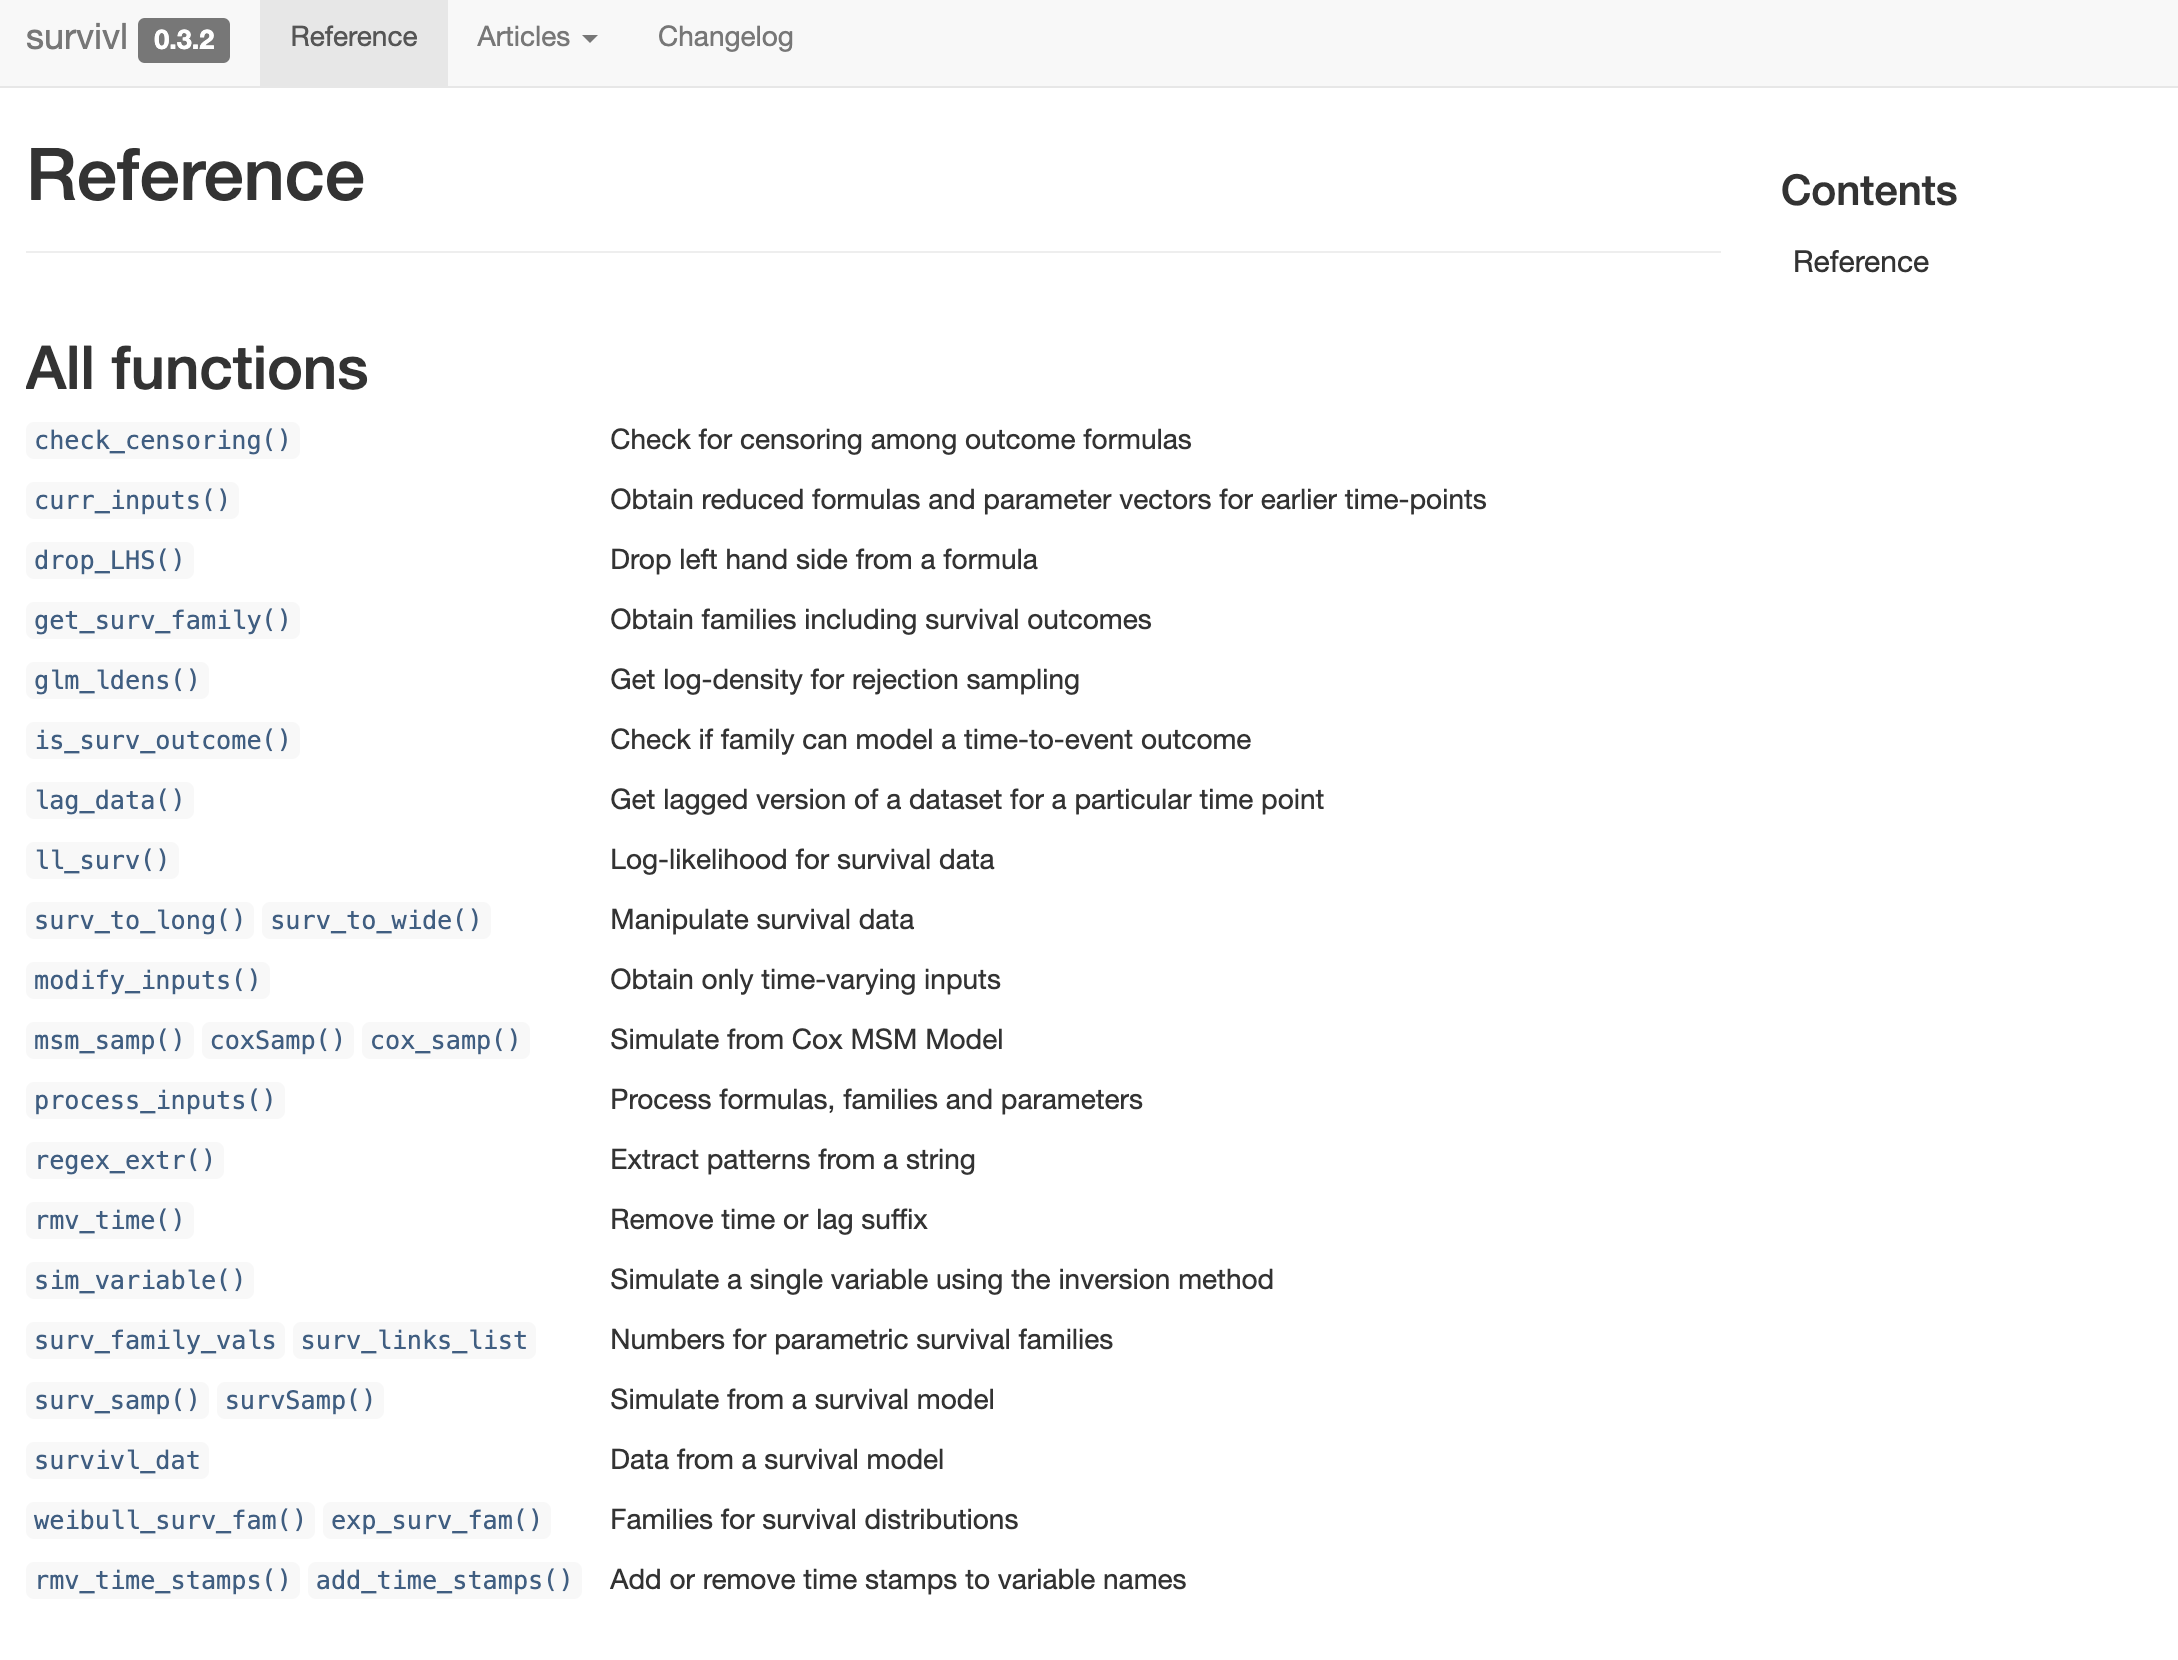 survivl 0.3.2 Reference Articles Changelog
Reference
Contents
Reference
All functions
check_censoring() Check for censoring among outcome formulas
curr_inputs() Obtain reduced formulas and parameter vectors for earlier time-points
drop_LHS() Drop left hand side from a formula
get_surv_family() Obtain families including survival outcomes
glm_ldens() Get log-density for rejection sampling
is_surv_outcome() Check if family can model a time-to-event outcome
lag_data() Get lagged version of a dataset for a particular time point
ll_surv() Log-likelihood for survival data
surv_to_long() surv_to_wide() Manipulate survival data
modify_inputs() Obtain only time-varying inputs
msm_samp() coxSamp() cox_samp() Simulate from Cox MSM Model
process_inputs() Process formulas, families and parameters
regex_extr() Extract patterns from a string
rmv_time() Remove time or lag suffix
sim_variable() Simulate a single variable using the inversion method
surv_family_vals surv_links_list Numbers for parametric survival families
surv_samp() survSamp() Simulate from a survival model
survivl_dat Data from a survival model
weibull_surv_fam() exp_surv_fam() Families for survival distributions
rmv_time_stamps() add_time_stamps() Add or remove time stamps to variable names